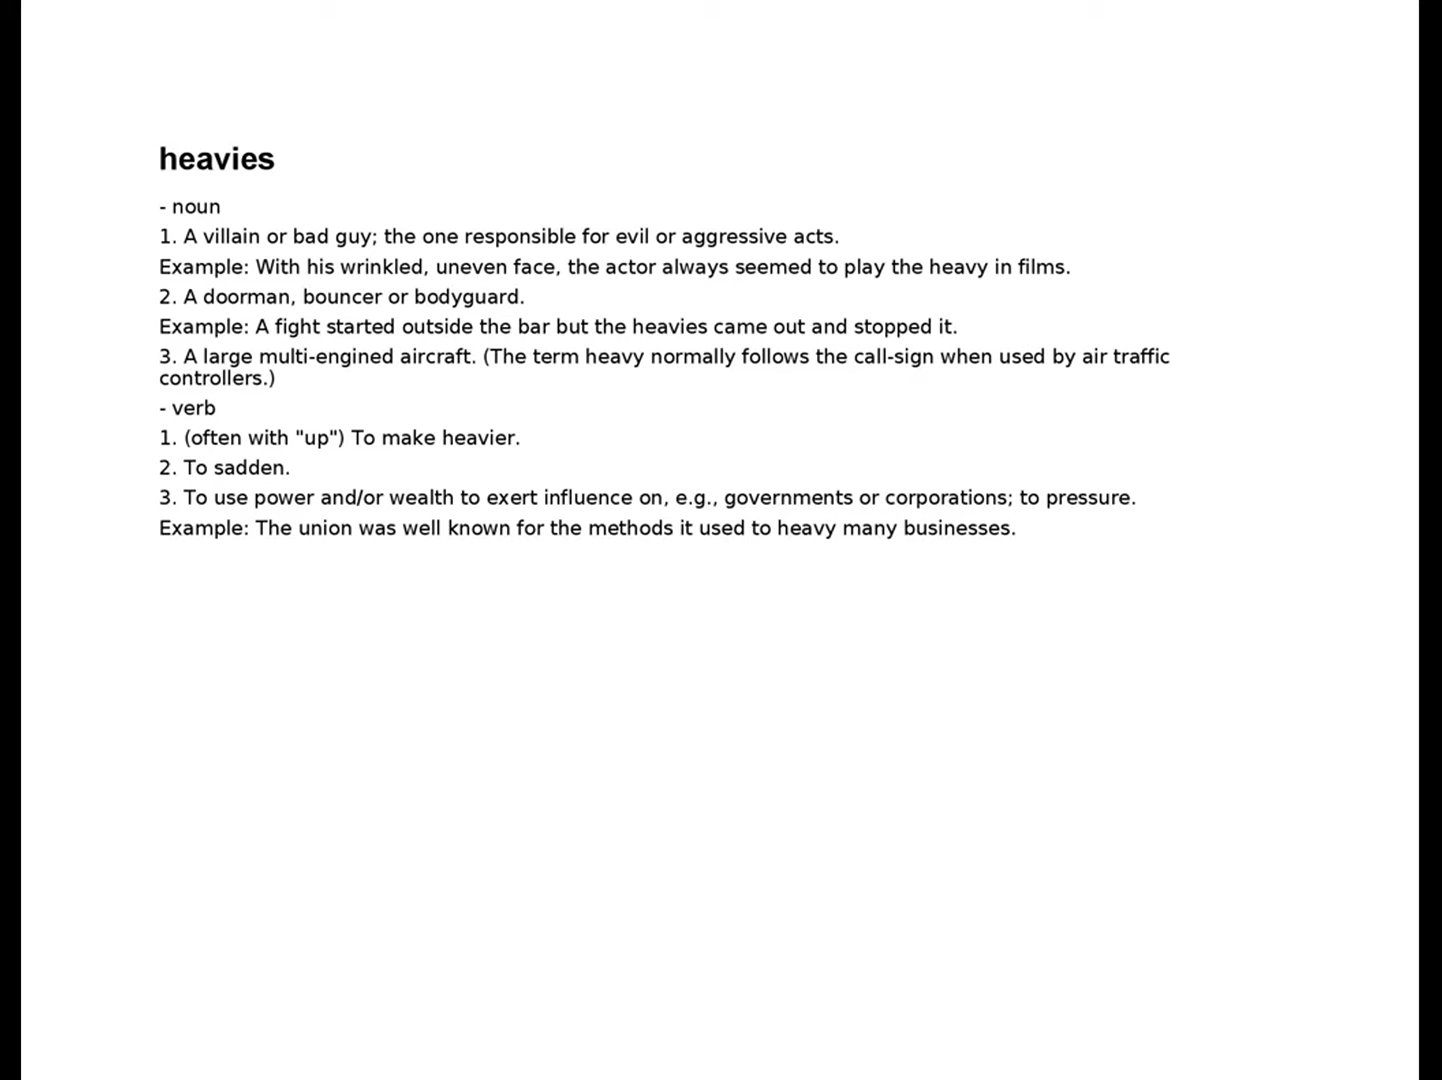 heavies
- noun
1. A villain or bad guy; the one responsible for evil or aggressive acts.
Example: With his wrinkled, uneven face, the actor always seemed to play the heavy in films.
2. A doorman, bouncer or bodyguard.
Example: A fight started outside the bar but the heavies came out and stopped it.
3. A large multi-engined aircraft. (The term heavy normally follows the call-sign when used by air traffic
controllers.)
- verb
1. (often with "up") To make heavier.
2. To sadden.
3. To use power and/or wealth to exert influence on, e.g., governments or corporations; to pressure.
Example: The union was well known for the methods it used to heavy many businesses.